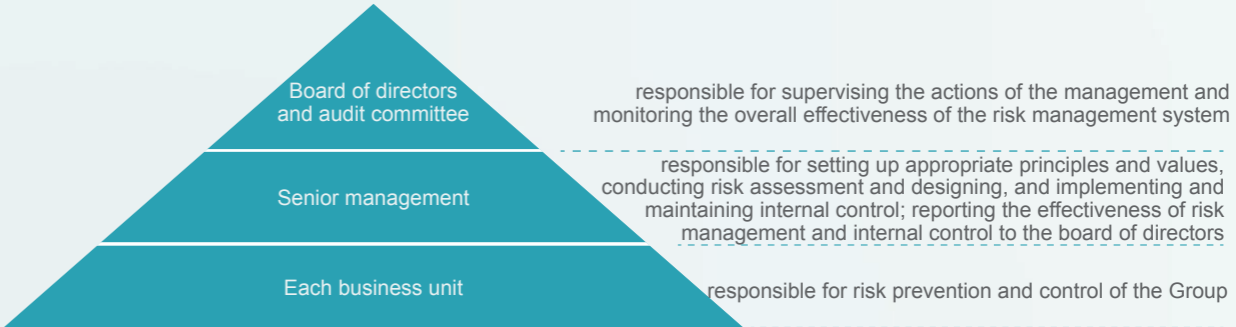 Board of directors
and audit committee
responsible for supervising the actions of the management and
monitoring the overall effectiveness of the risk management system
Senior management
responsible for setting up appropriate principles and values,
conducting risk assessment and designing, and implementing and
maintaining internal control; reporting the effectiveness of risk
management and internal control to the board of directors
Each business unit
responsible for risk prevention and control of the Group